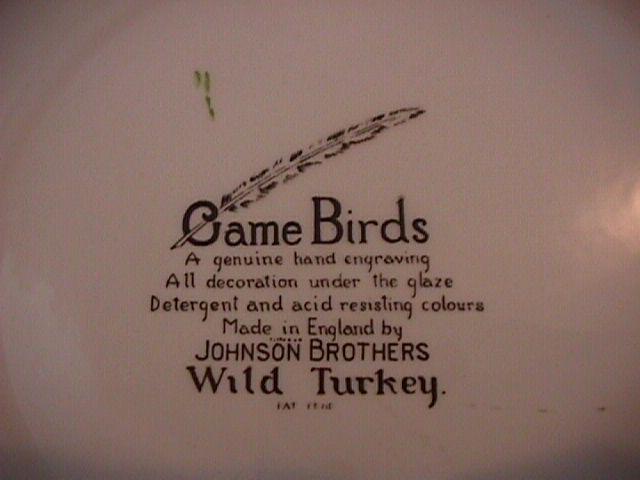 Game Birds
A genuine hand engraving
All decoration under the glaze
Detergent and acid resisting colours
Made in England by
JOHNSON BROTHERS
Wild Turkey.